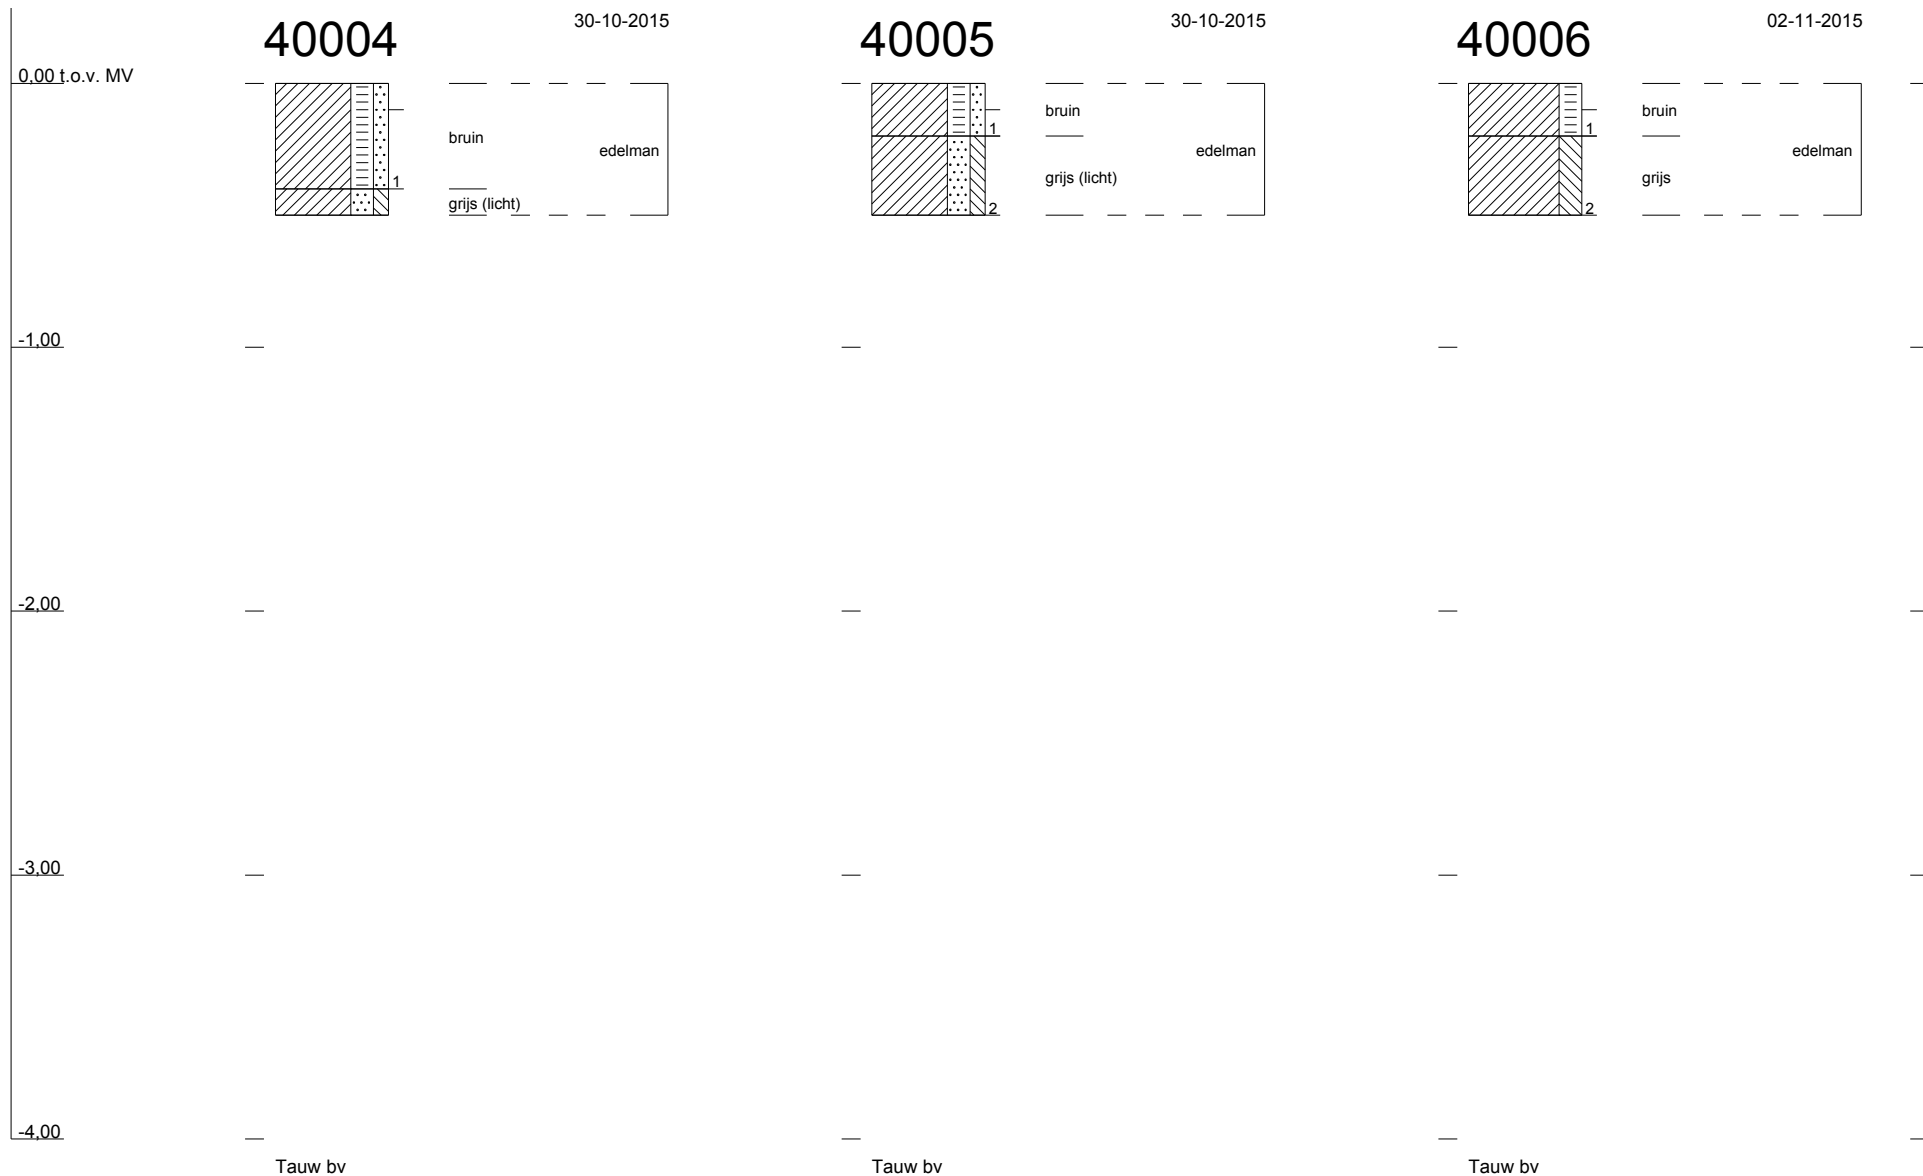 40004
30-10-2015
40005
30-10-2015
40006
02-11-2015
0,00 t.o.v. MV
bruin
edelman
1
grijs (licht)
bruin
1
edelman
grijs (licht)
2
bruin
1
edelman
grijs
2
-1,00
-2,00
-3,00
-4,00
Tauw bv
Tauw bv
Tauw bv